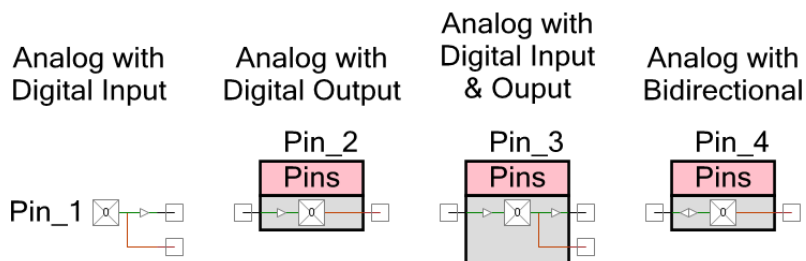 Analog with
Digital Input
Analog with
Digital Output
Analog with
Digital Input
& Ouput
Analog with
Bidirectional
Pin_1
0
Pin_2
Pins
0
Pin_3
Pins
0
Pin_4
Pins
0